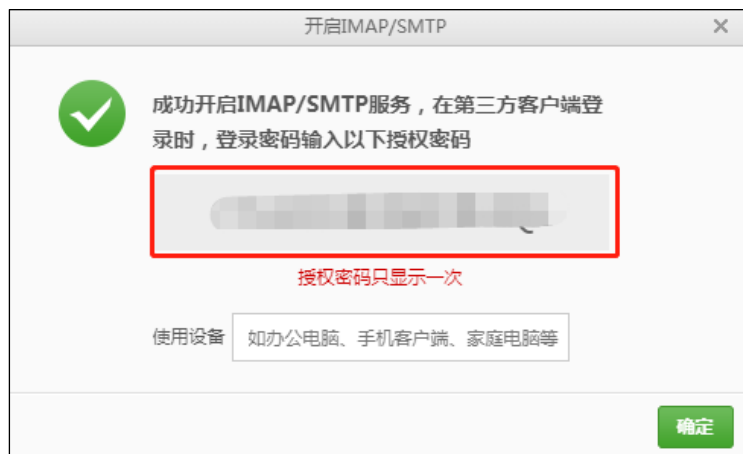 开启IMAP/SMTP
成功开启IMAP/SMTP服务，在第三方客户端登
录时，登录密码输入以下授权密码
授权密码只显示一次
使用设备 如办公电脑、手机客户端、家庭电脑等
确定